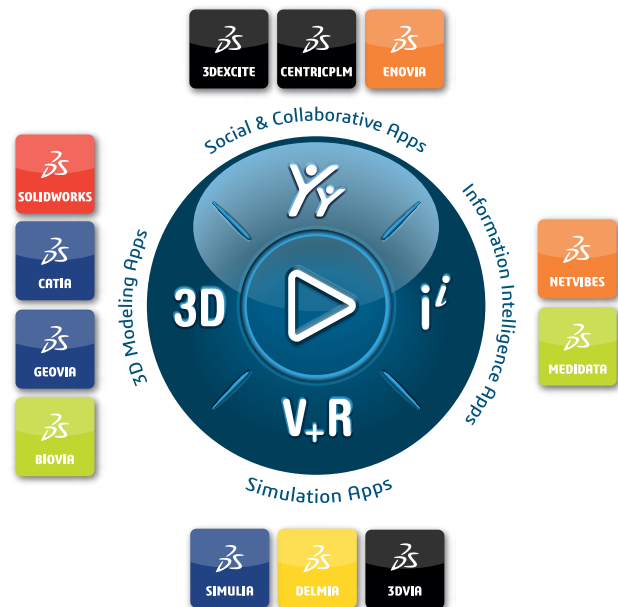 3DEXCITE
CENTRICPLM
ENOVIA
Social & Collaborative Apps
SOLIDWORKS
CATIA
GEOVIA
BIOVIA
3D Modeling Apps
3D
i i
V+R
Information Intelligence Apps
NETVIBES
MEDIDATA
Simulation Apps
SIMULIA
DELMIA
3DVIA